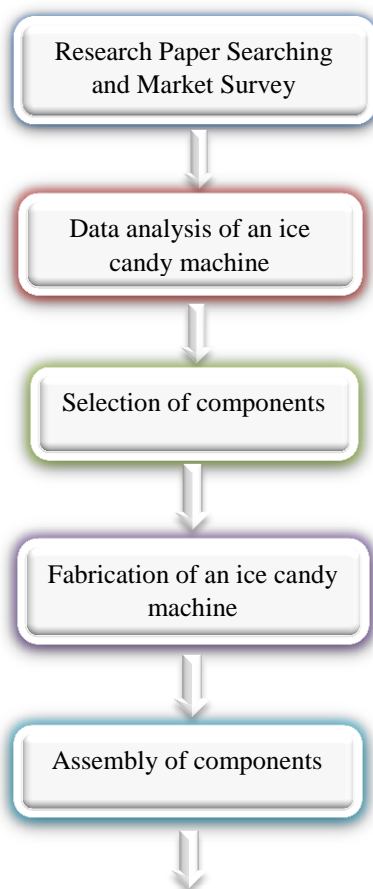 Research Paper Searching
and Market Survey
Data analysis of an ice
candy machine
Selection of components
Fabrication of an ice candy
machine
Assembly of components